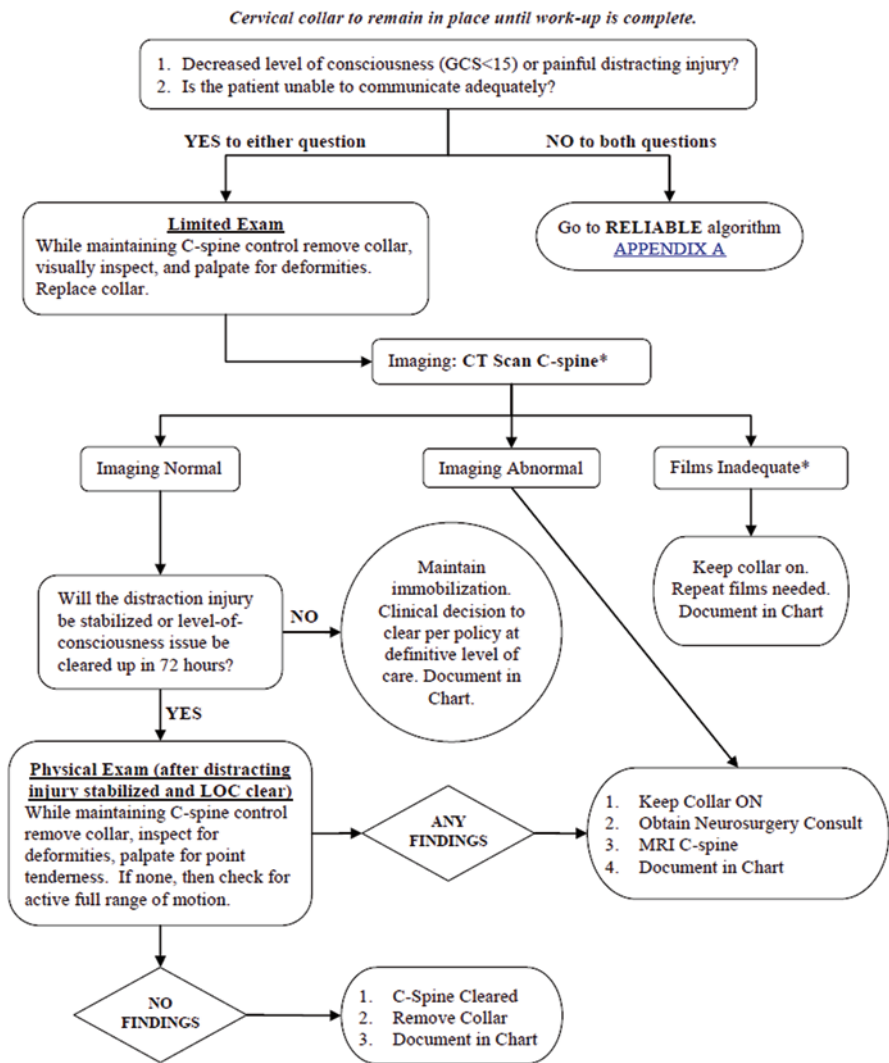 Cervical collar to remain in place until work-up is complete.
1. Decreased level of consciousness (GCS<15) or painful distracting injury?
2. Is the patient unable to communicate adequately?
YES to either question
NO to both questions
Limited Exam
While maintaining C-spine control remove collar,
visually inspect, and palpate for deformities.
Replace collar.
Go to RELIABLE algorithm
APPENDIX A
Imaging: CT Scan C-spine*
Imaging Normal
Imaging Abnormal
Films Inadequate*
Keep collar on.
Repeat films needed.
Document in Chart
Will the distraction injury
be stabilized or level-of-
consciousness issue be
cleared up in 72 hours?
NO
Maintain
immobilization.
Clinical decision to
clear per policy at
definitive level of
care. Document in
Chart.
YES
Physical Exam (after distracting
injury stabilized and LOC clear)
While maintaining C-spine control
remove collar, inspect for
deformities, palpate for point
tenderness. If none, then check for
active full range of motion.
ANY
FINDINGS
1. Keep Collar ON
2. Obtain Neurosurgery Consult
3. MRI C-spine
4. Document in Chart
NO
FINDINGS
1. C-Spine Cleared
2. Remove Collar
3. Document in Chart